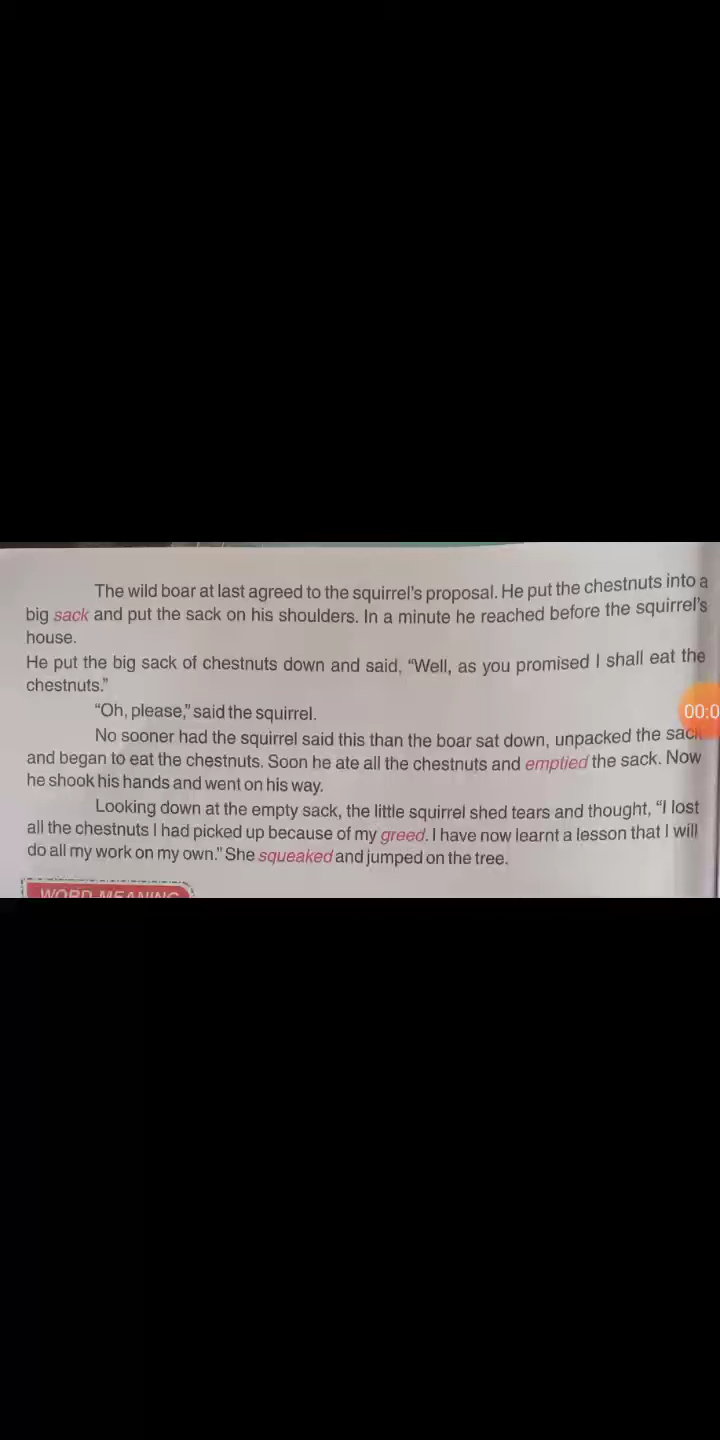 The wild boar at last agreed to the squirrel's proposal. He put the chestnuts into a
big sack and put the sack on his shoulders. In a minute he reached before the squirrel's
house.
He put the big sack of chestnuts down and said, “Well, as you promised I shall eat the
chestnuts.”
“Oh, please,” said the squirrel.
00:0
No sooner had the squirrel said this than the boar sat down, unpacked the sack
and began to eat the chestnuts. Soon he ate all the chestnuts and emptied the sack. Now
he shook his hands and went on his way.
Looking down at the empty sack, the little squirrel shed tears and thought, “I lost
all the chestnuts I had picked up because of my greed. I have now learnt a lesson that I will
do all my work on my own.” She squeaked and jumped on the tree.
WORD MEANING